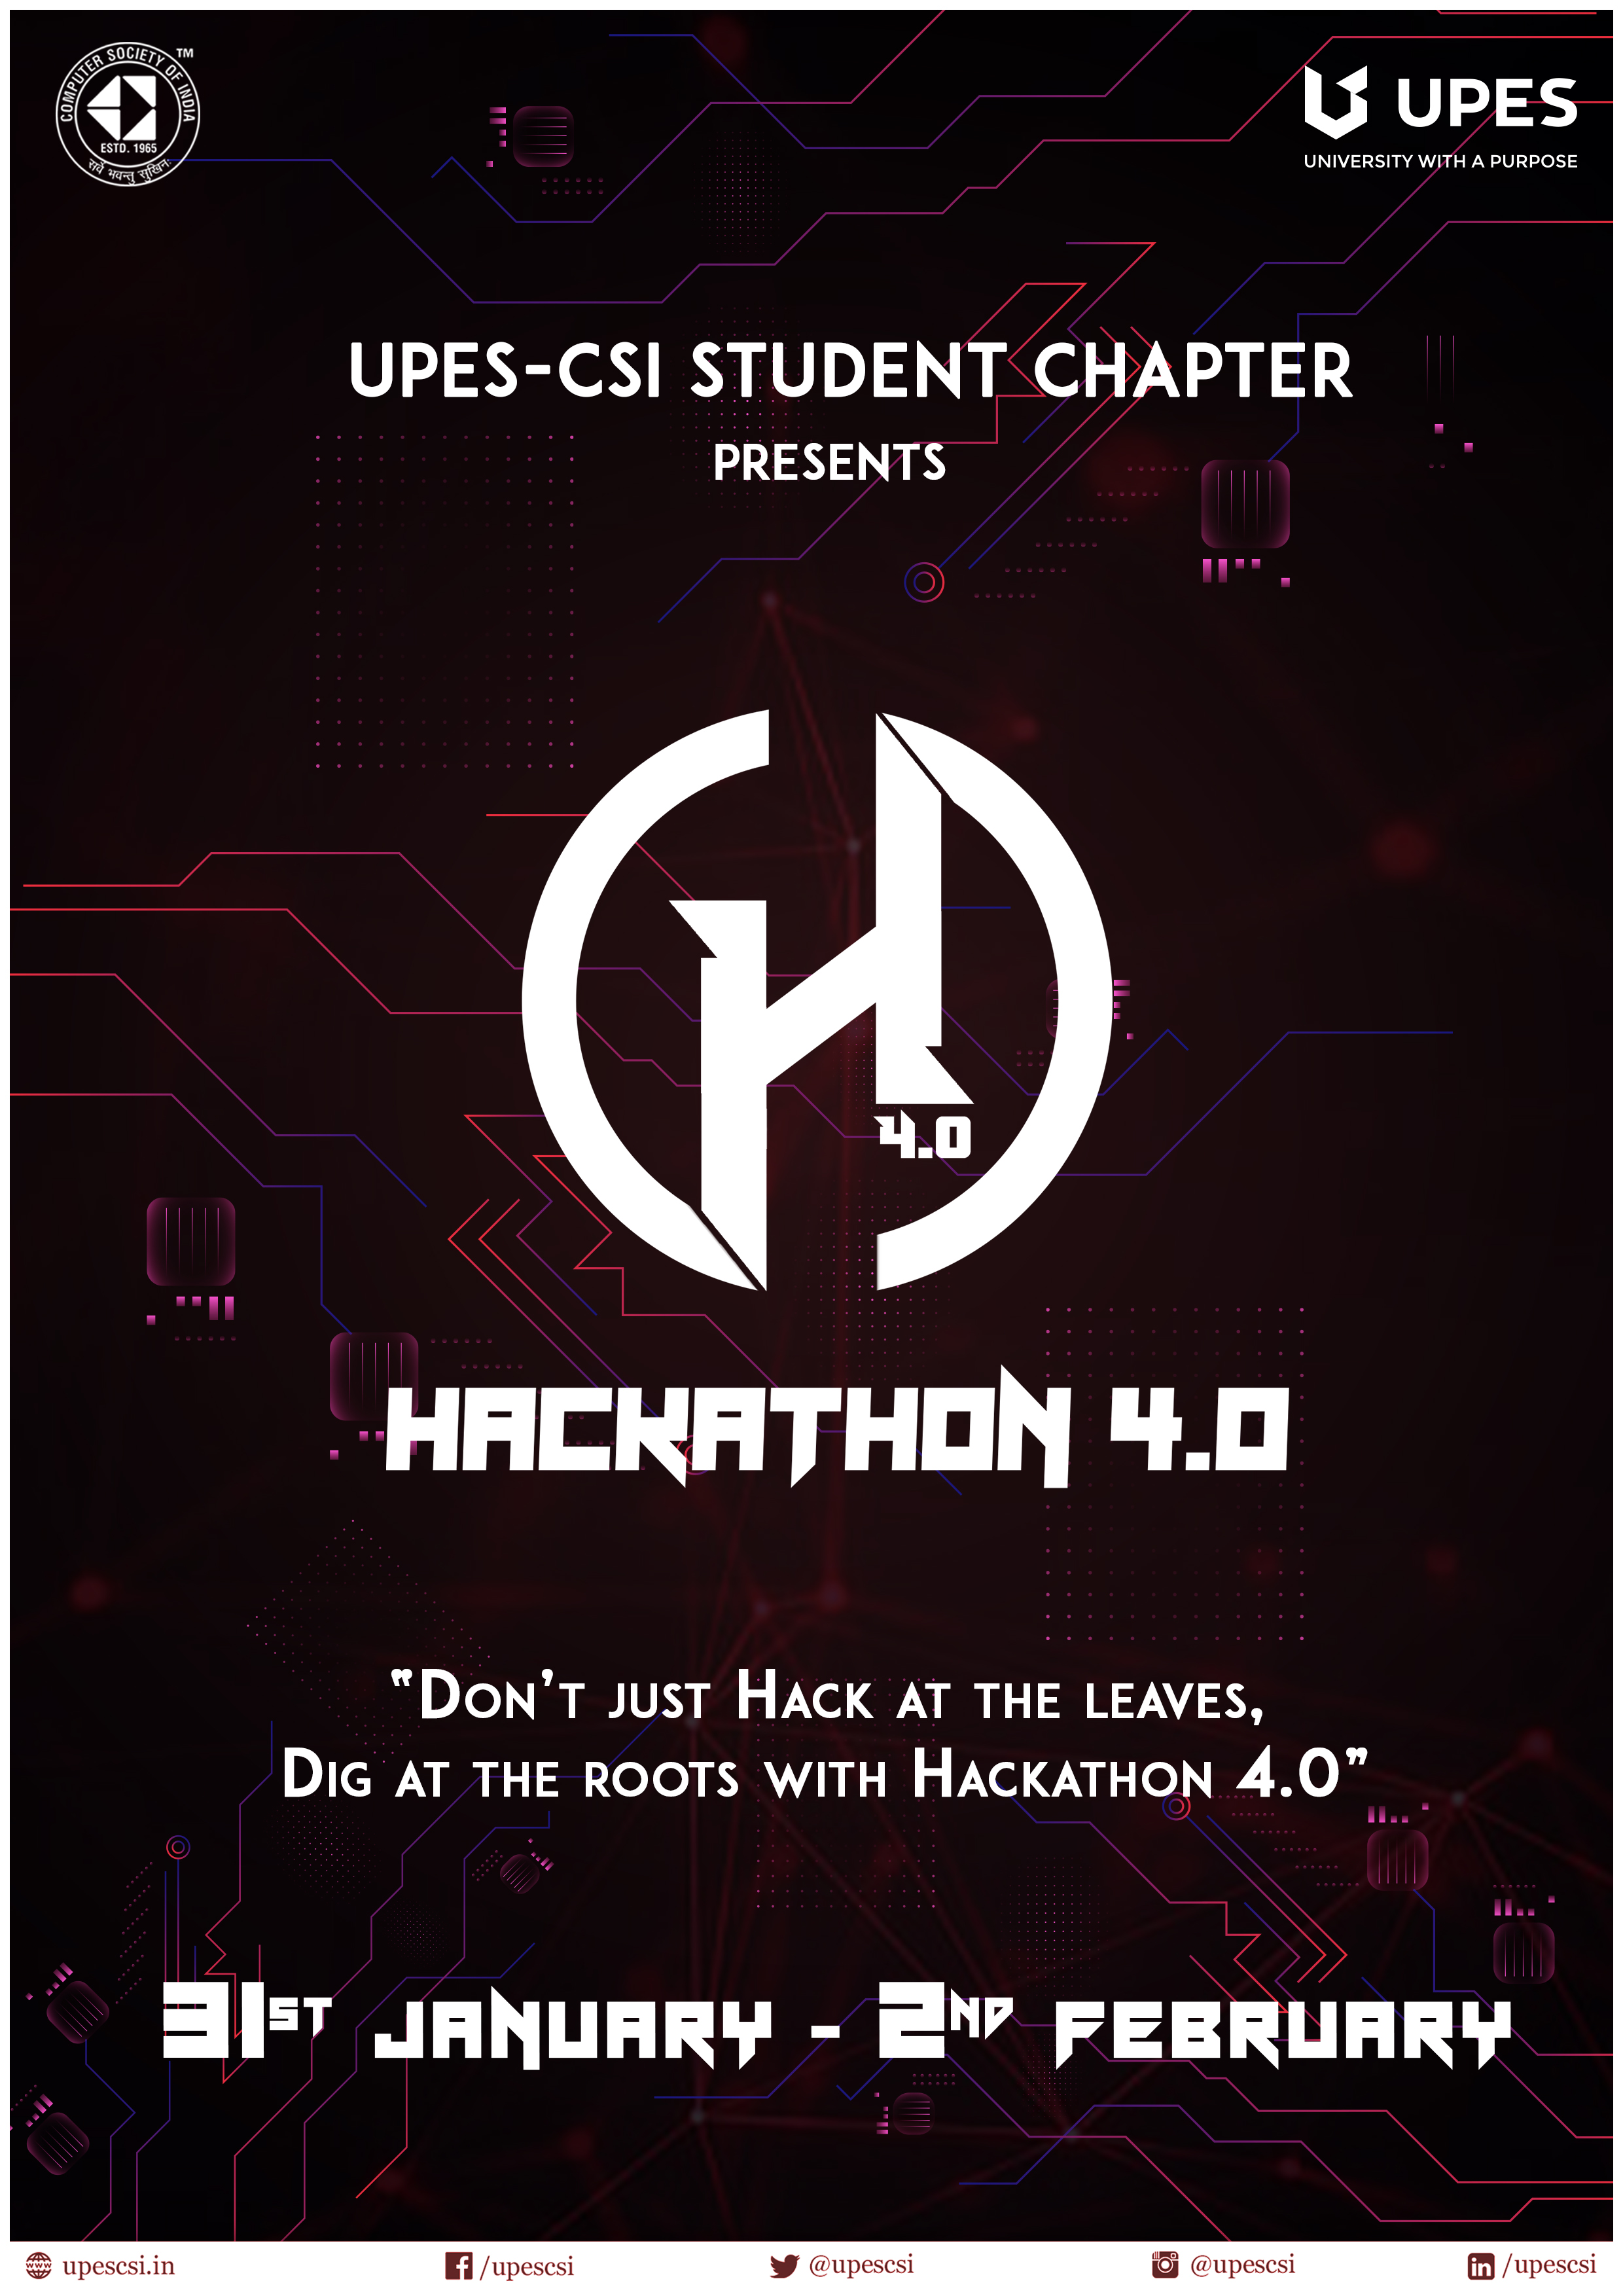 COMPUTER SOCIETY OF INDIA
TM
ESTD. 1965
सर्वे भवन्तु सुखिनः
UPES
UNIVERSITY WITH A PURPOSE
UPES-CSI STUDENT CHAPTER
PRESENTS
H
4.0
HACKATHON 4.0
"Don't just Hack at the leaves,
Dig at the roots with Hackathon 4.0"
31ST JANUARY - 2ND FEBRUARY
www upescsi.in
/upescsi
@upescsi
@upescsi
/upescsi